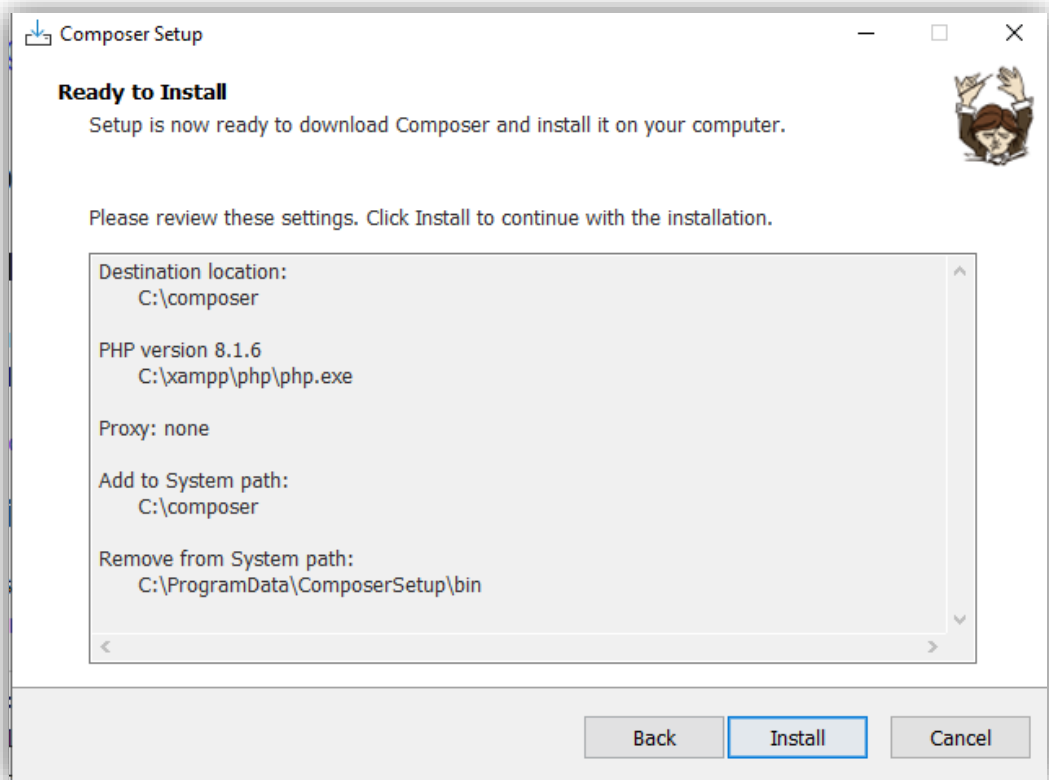 Composer Setup
Ready to Install
Setup is now ready to download Composer and install it on your computer.
Please review these settings. Click Install to continue with the installation.
Destination location:
C:\composer
PHP version 8.1.6
C:\xampp\php\php.exe
Proxy: none
Add to System path:
C:\composer
Remove from System path:
C:\ProgramData\ComposerSetup\bin
Back
Install
Cancel